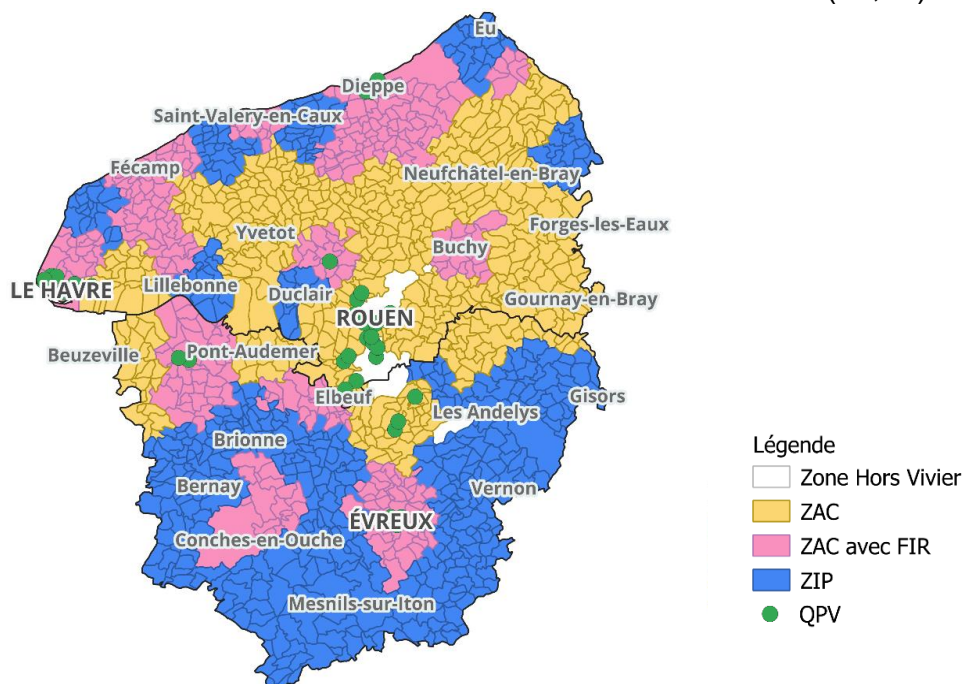 Eu
Dieppe
Saint-Valery-en-Caux
Fécamp
Neufchâtel-en-Bray
Yvetot
Forges-les-Eaux
Buchy
LE HAVRE
Lillebonne
Duclair
Gournay-en-Bray
ROUEN
Beuzeville
Pont-Audemer
Elbeuf
Gisors
Les Andelys
Brionne
Bernay
Vernon
ÉVREUX
Conches-en-Ouche
Mesnils-sur-Iton
Légende
Zone Hors Vivier
ZAC
ZAC avec FIR
ZIP
QPV